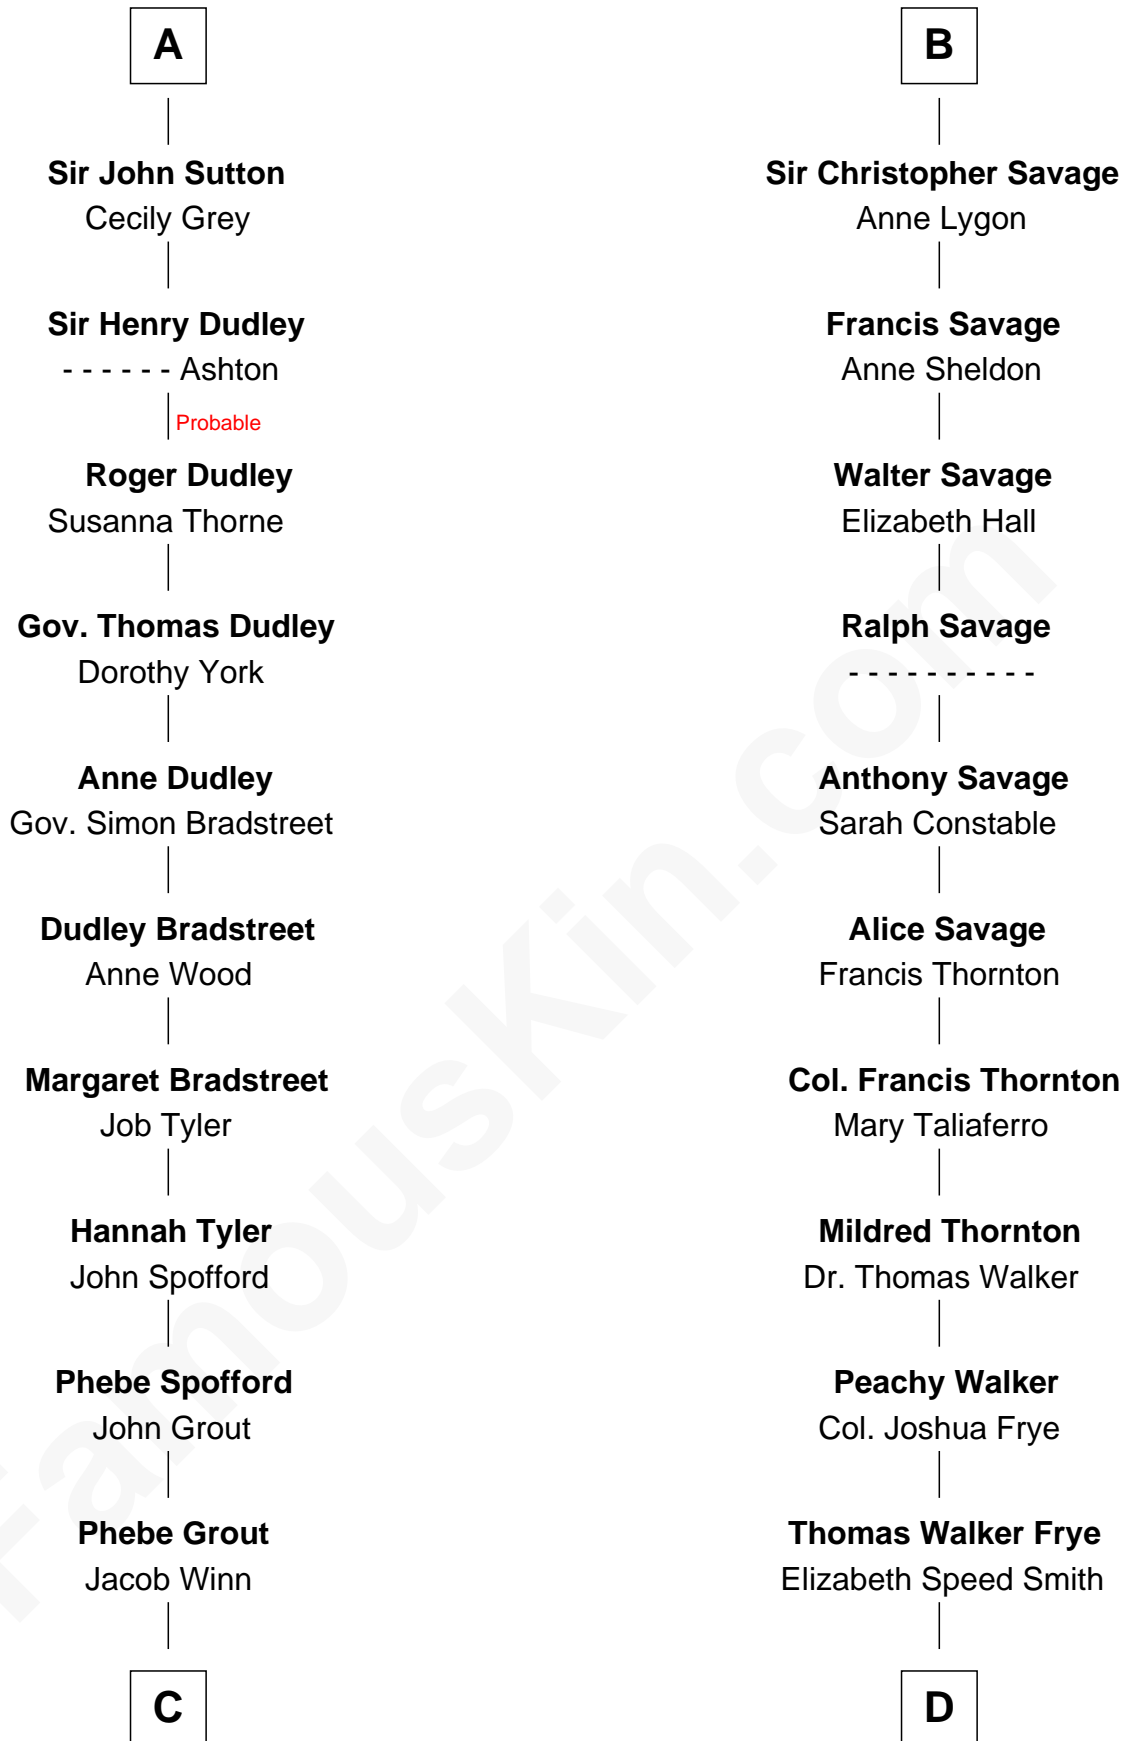 A
Sir John Sutton
Cecily Grey
Sir Henry Dudley
- - - - - - Ashton
Probable
Roger Dudley
Susanna Thorne
Gov. Thomas Dudley
Dorothy York
Anne Dudley
Gov. Simon Bradstreet
Dudley Bradstreet
Anne Wood
Margaret Bradstreet
Job Tyler
Hannah Tyler
John Spofford
Phebe Spofford
John Grout
Phebe Grout
Jacob Winn
C
B
Sir Christopher Savage
Anne Lygon
Francis Savage
Anne Sheldon
Walter Savage
Elizabeth Hall
Ralph Savage
- - - - - - - - - -
Anthony Savage
Sarah Constable
Alice Savage
Francis Thornton
Col. Francis Thornton
Mary Taliaferro
Mildred Thornton
Dr. Thomas Walker
Peachy Walker
Col. Joshua Frye
Thomas Walker Frye
Elizabeth Speed Smith
D
FamousKin.com